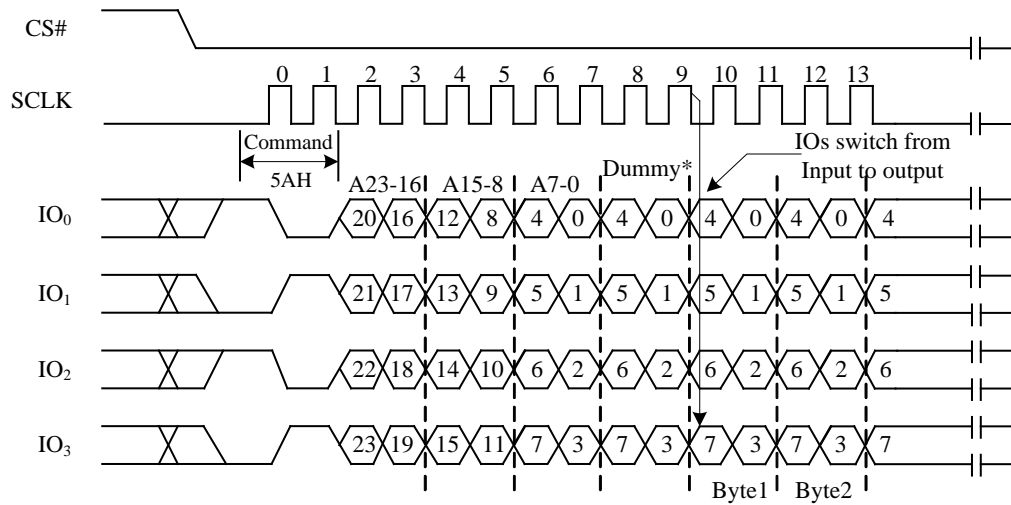 CS#
0 1 2 3 4 5 6 7 8 9 10 11 12 13
SCLK
Command
5AH
IOs switch from
Input to output
Dummy*
A23-16 A15-8 A7-0
IO0 20 16 12 8 4 0 4 0 4 0 4 0 4
IO1 21 17 13 9 5 1 5 1 5 1 5 1 5
IO2 22 18 14 10 6 2 6 2 6 2 6 2 6
IO3 23 19 15 11 7 3 7 3 7 3 7 3 7
Byte1 Byte2